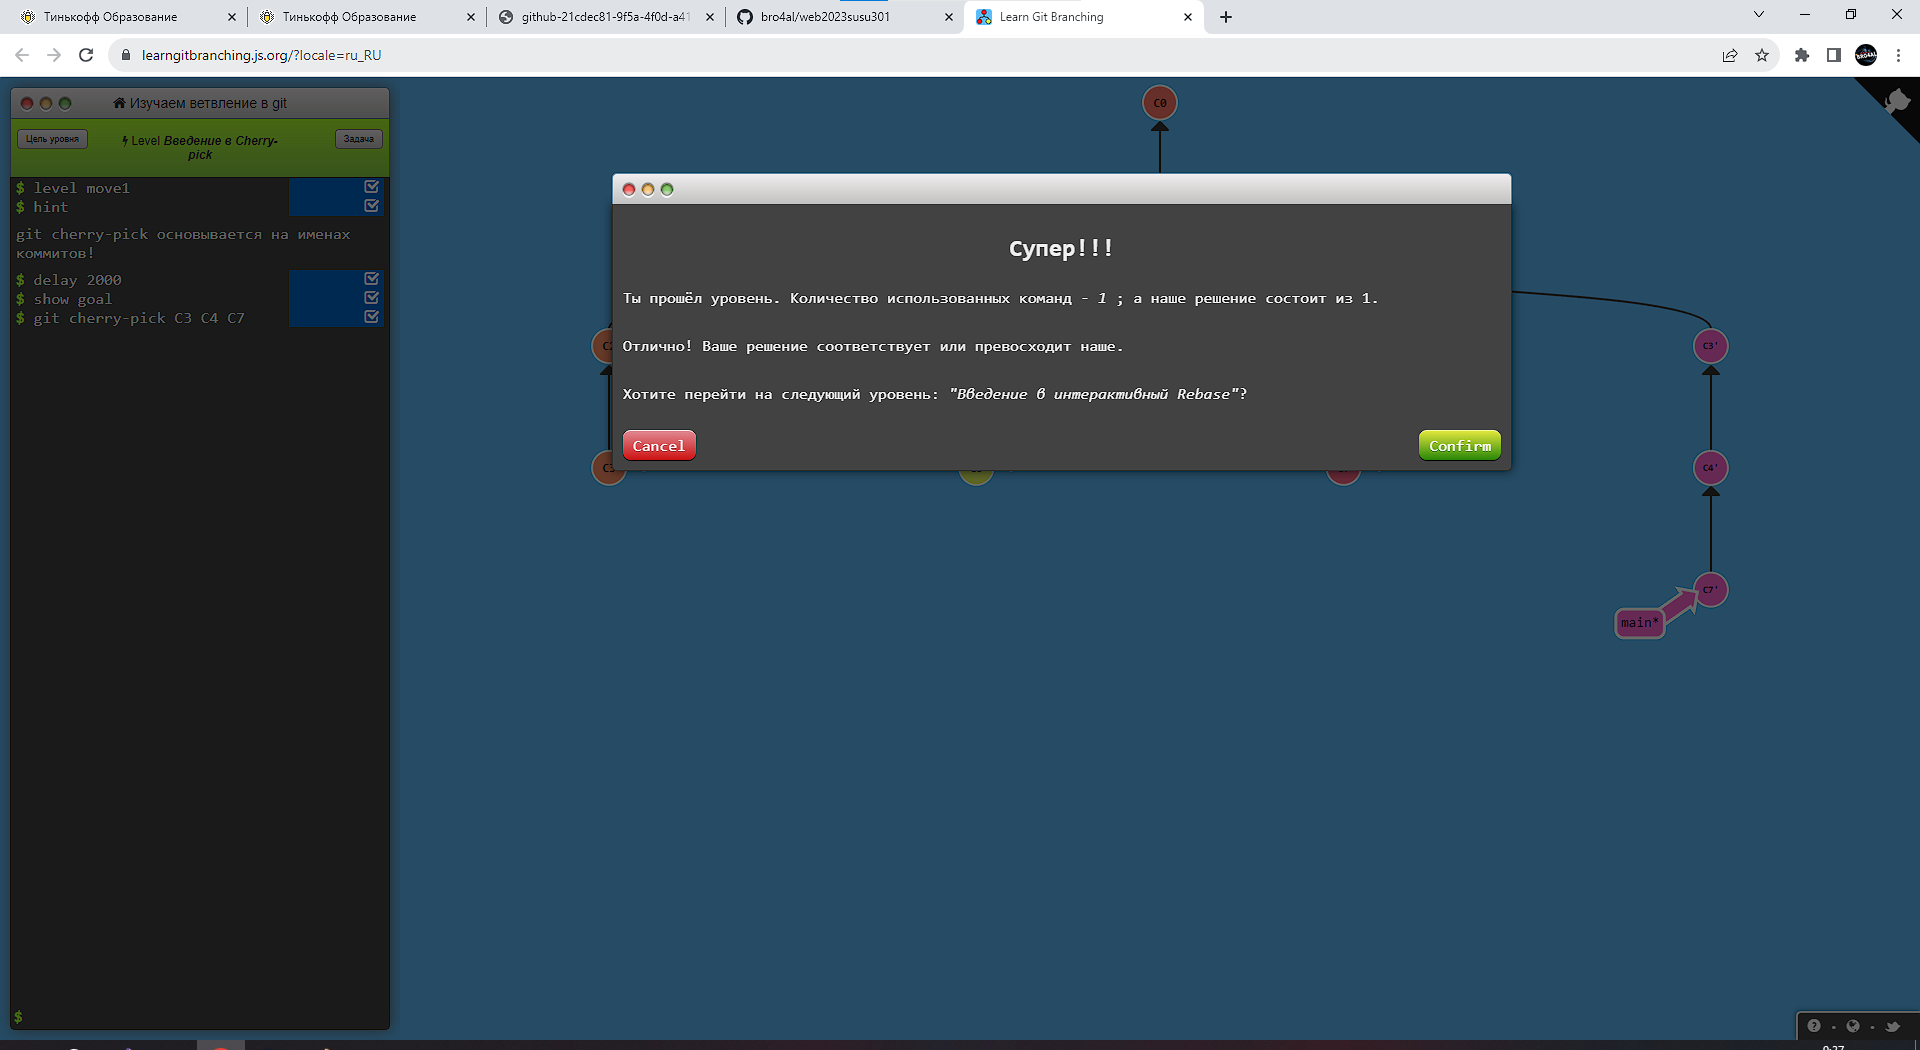 Тинькофф Образование
Тинькофф Образование
github-21cdec81-9f5a-4f0d-a41
bro4al/web2023susu301
Learn Git Branching
learngitbranching.js.org/?locale=ru_RU
Изучаем ветвление в git
Цель уровня
Level Введение в Cherry-
pick
Задача
$ level move1
$ hint
git cherry-pick основывается на именах
коммитов!
$ delay 2000
$ show goal
$ git cherry-pick C3 C4 C7
$
C0
Супер!!!
Ты прошёл уровень. Количество использованных команд - 1 ; а наше решение состоит из 1.
Отлично! Ваше решение соответствует или превосходит наше.
Хотите перейти на следующий уровень: "Введение в интерактивный Rebase"?
Cancel
Confirm
C3'
C4'
C7'
main*